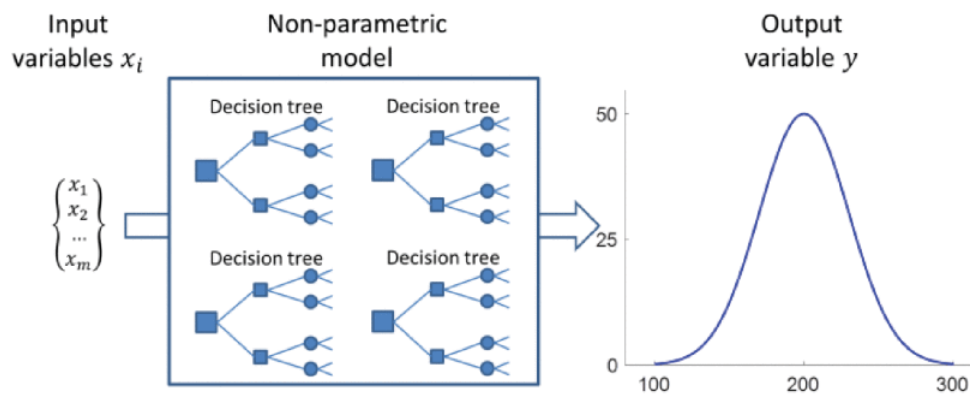 Input
variables xᵢ
Non-parametric
model
Output
variable y
x₁
x₂
...
xₘ
Decision tree
Decision tree
Decision tree
Decision tree
50
25
0
100
200
300